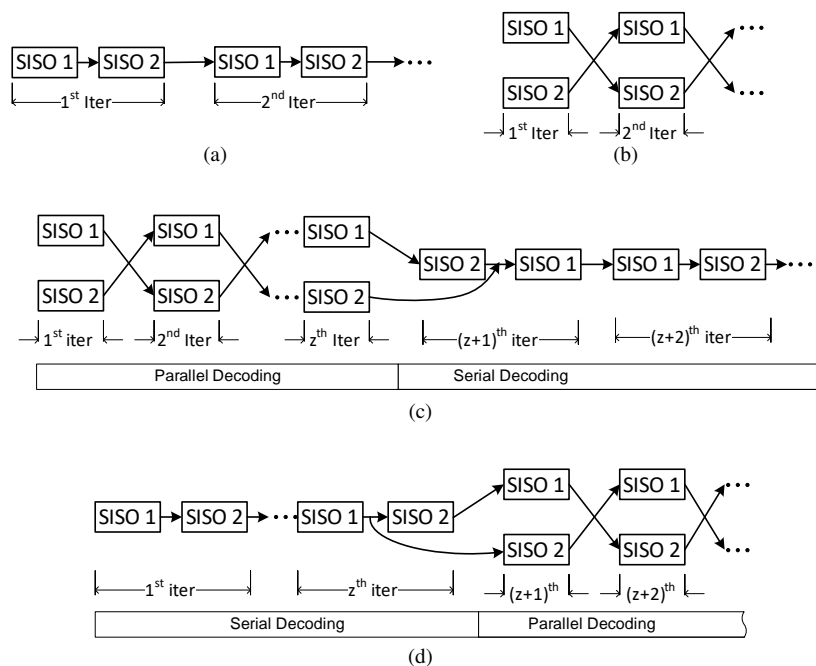 SISO 1 SISO 2 SISO 1 SISO 2 •••
1st Iter 2nd Iter
(a)
SISO 1 SISO 1 •••
SISO 2 SISO 2 •••
1st Iter 2nd Iter
(b)
SISO 1 SISO 1 ••• SISO 1
SISO 2 SISO 1 SISO 1 SISO 2 •••
SISO 2 SISO 2 ••• SISO 2
1st iter 2nd Iter zth Iter (z+1)th iter (z+2)th iter
Parallel Decoding Serial Decoding
(c)
SISO 1 SISO 1 •••
SISO 1 SISO 2 ••• SISO 1 SISO 2
SISO 2 SISO 2 •••
1st iter zth iter (z+1)th (z+2)th
Serial Decoding Parallel Decoding
(d)